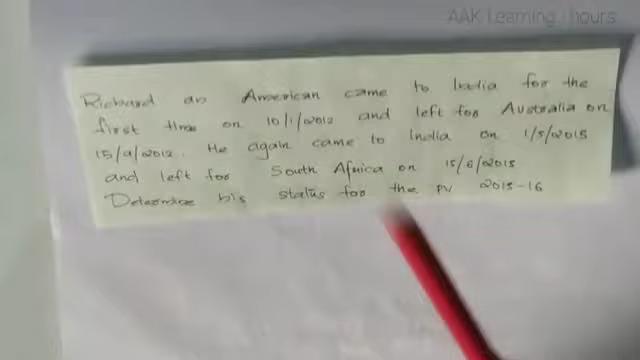 AAK Learning hours
Richard an American came to India for the
first time on 10/1/2012 and left for Australia on
15/9/2012. He again came to India on 1/5/2015
and left for South Africa on 15/6/2015
Determine his status for the PV 2015-16